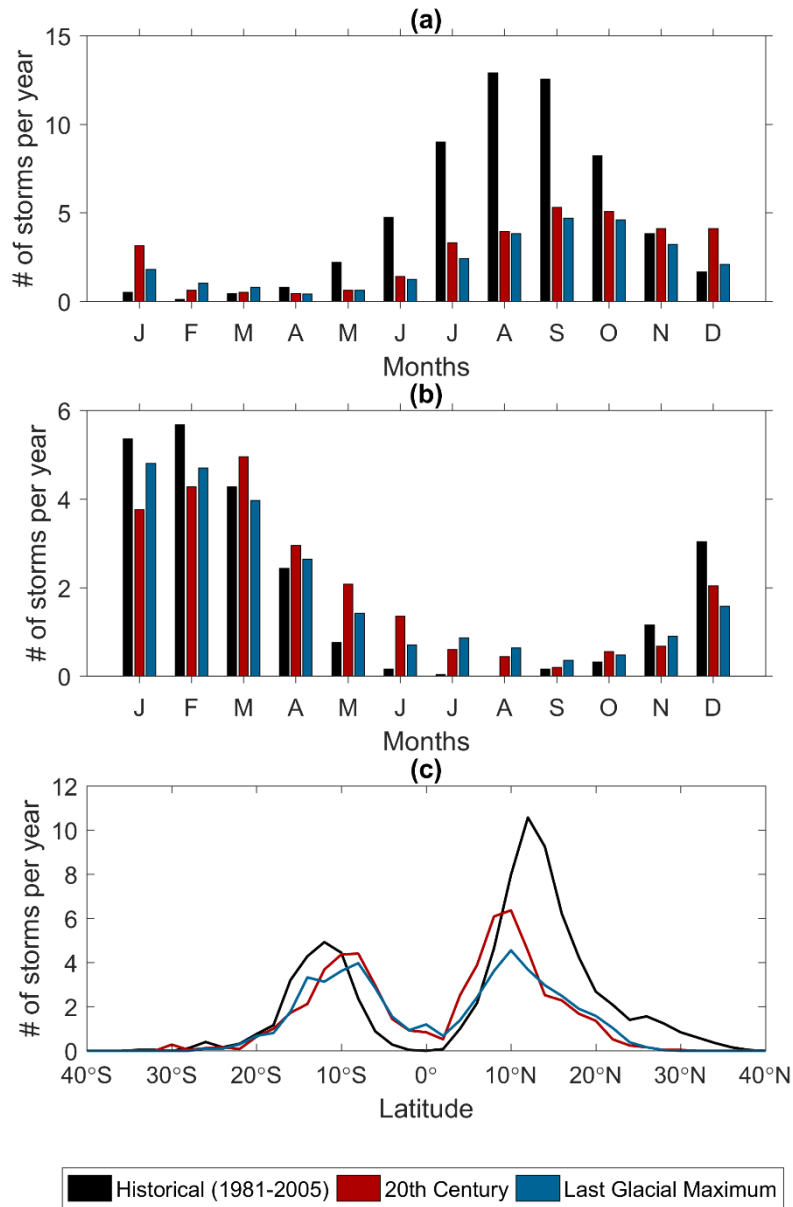 (a)
15
10
5
0
# of storms per year
J F M A M J J A S O N D
Months
(b)
6
4
2
0
# of storms per year
J F M A M J J A S O N D
Months
(c)
12
10
8
6
4
2
0
# of storms per year
40°S 30°S 20°S 10°S 0° 10°N 20°N 30°N 40°N
Latitude
Historical (1981-2005) 20th Century Last Glacial Maximum